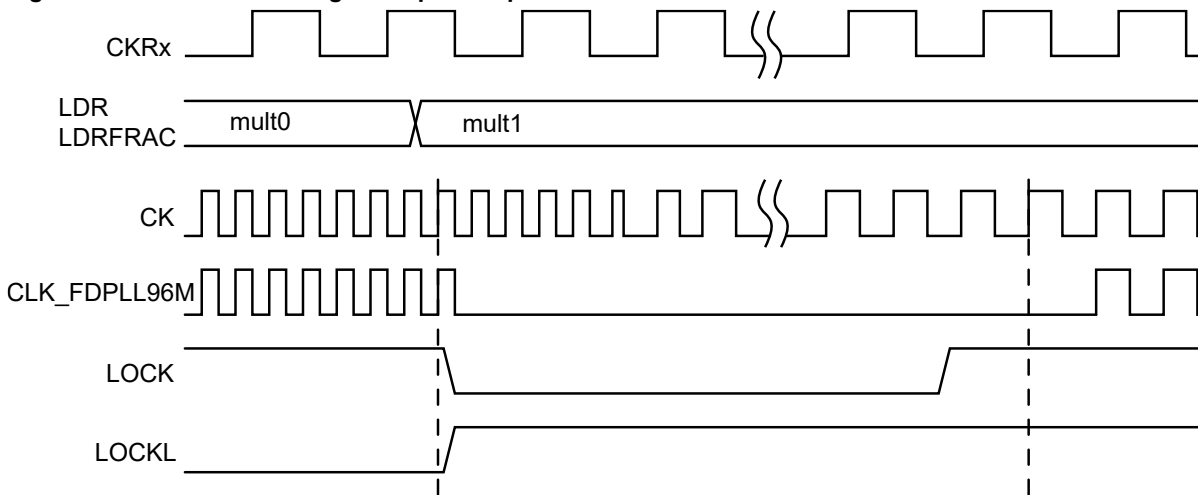 CKRx
LDR
LDRFRAC
mult0
mult1
CK
CLK_FDPLL96M
LOCK
LOCKL